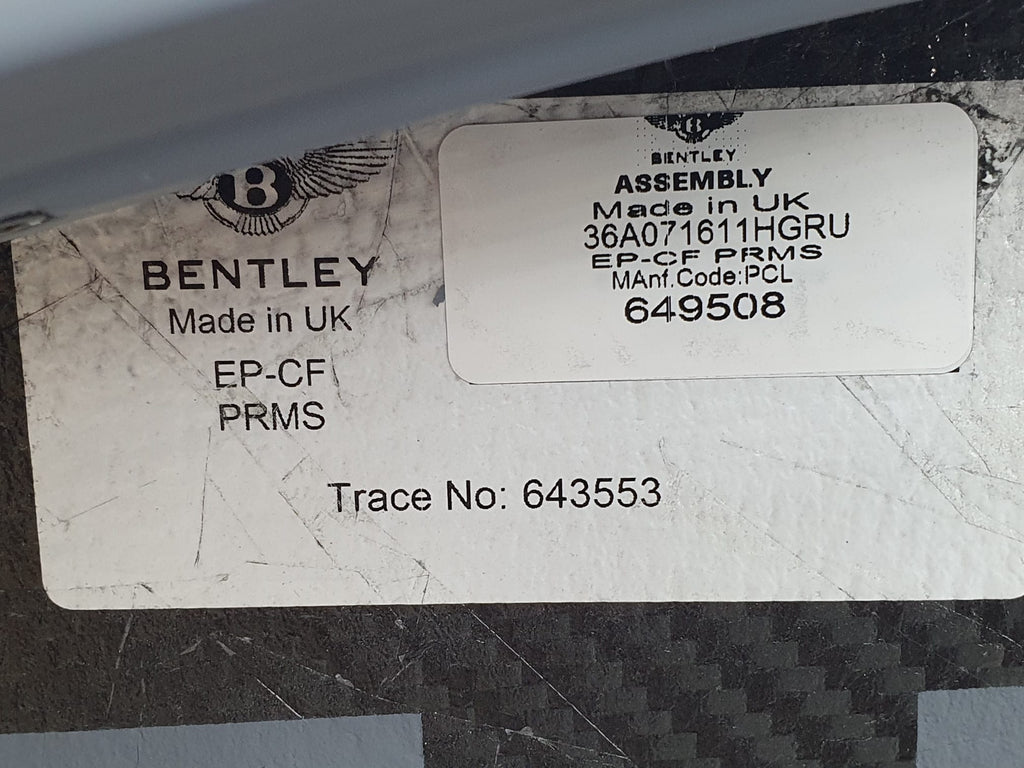 B
BENTLEY
Made in UK
EP-CF
PRMS
Trace No: 643553
B
BENTLEY
ASSEMBLY
Made in UK
36A071611HGRU
EP-CF PRMS
MAnf.Code:PCL
649508